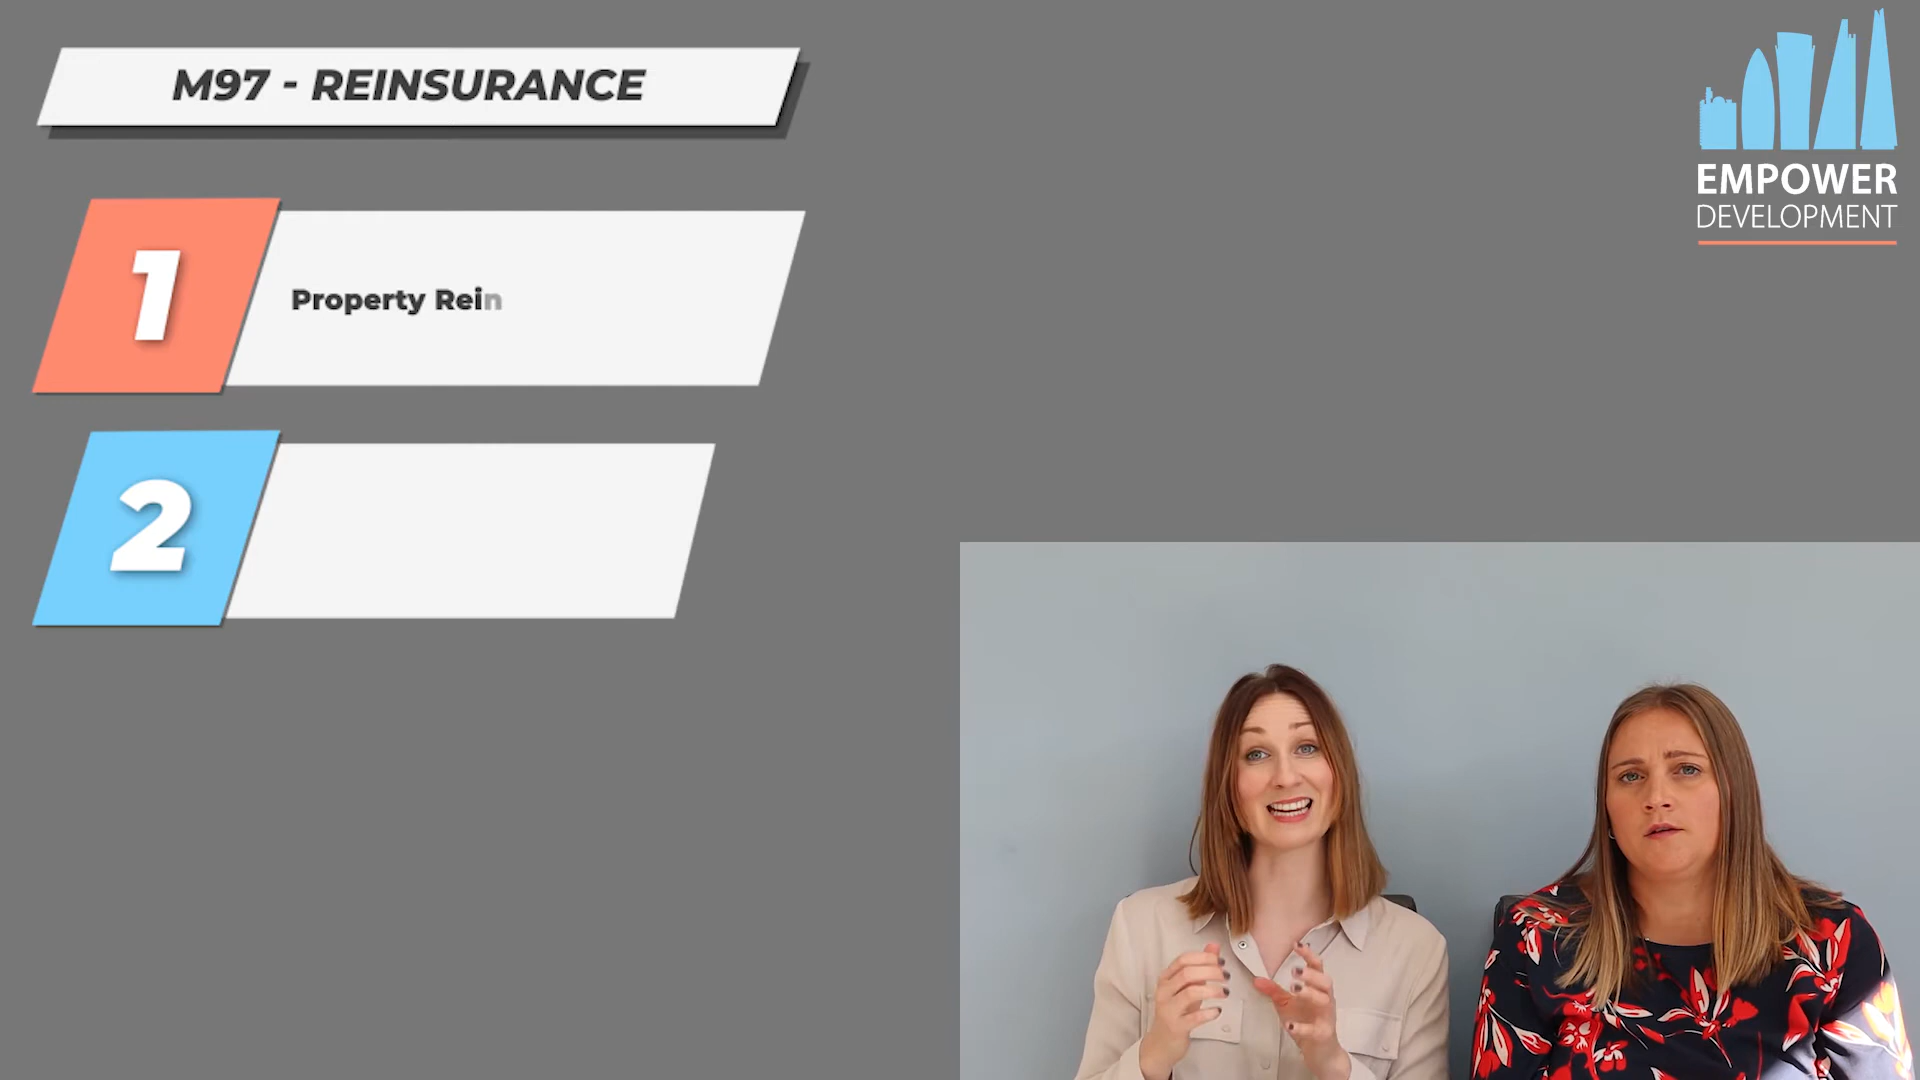 M97 - REINSURANCE
1
Property Rein
2
EMPOWER
DEVELOPMENT